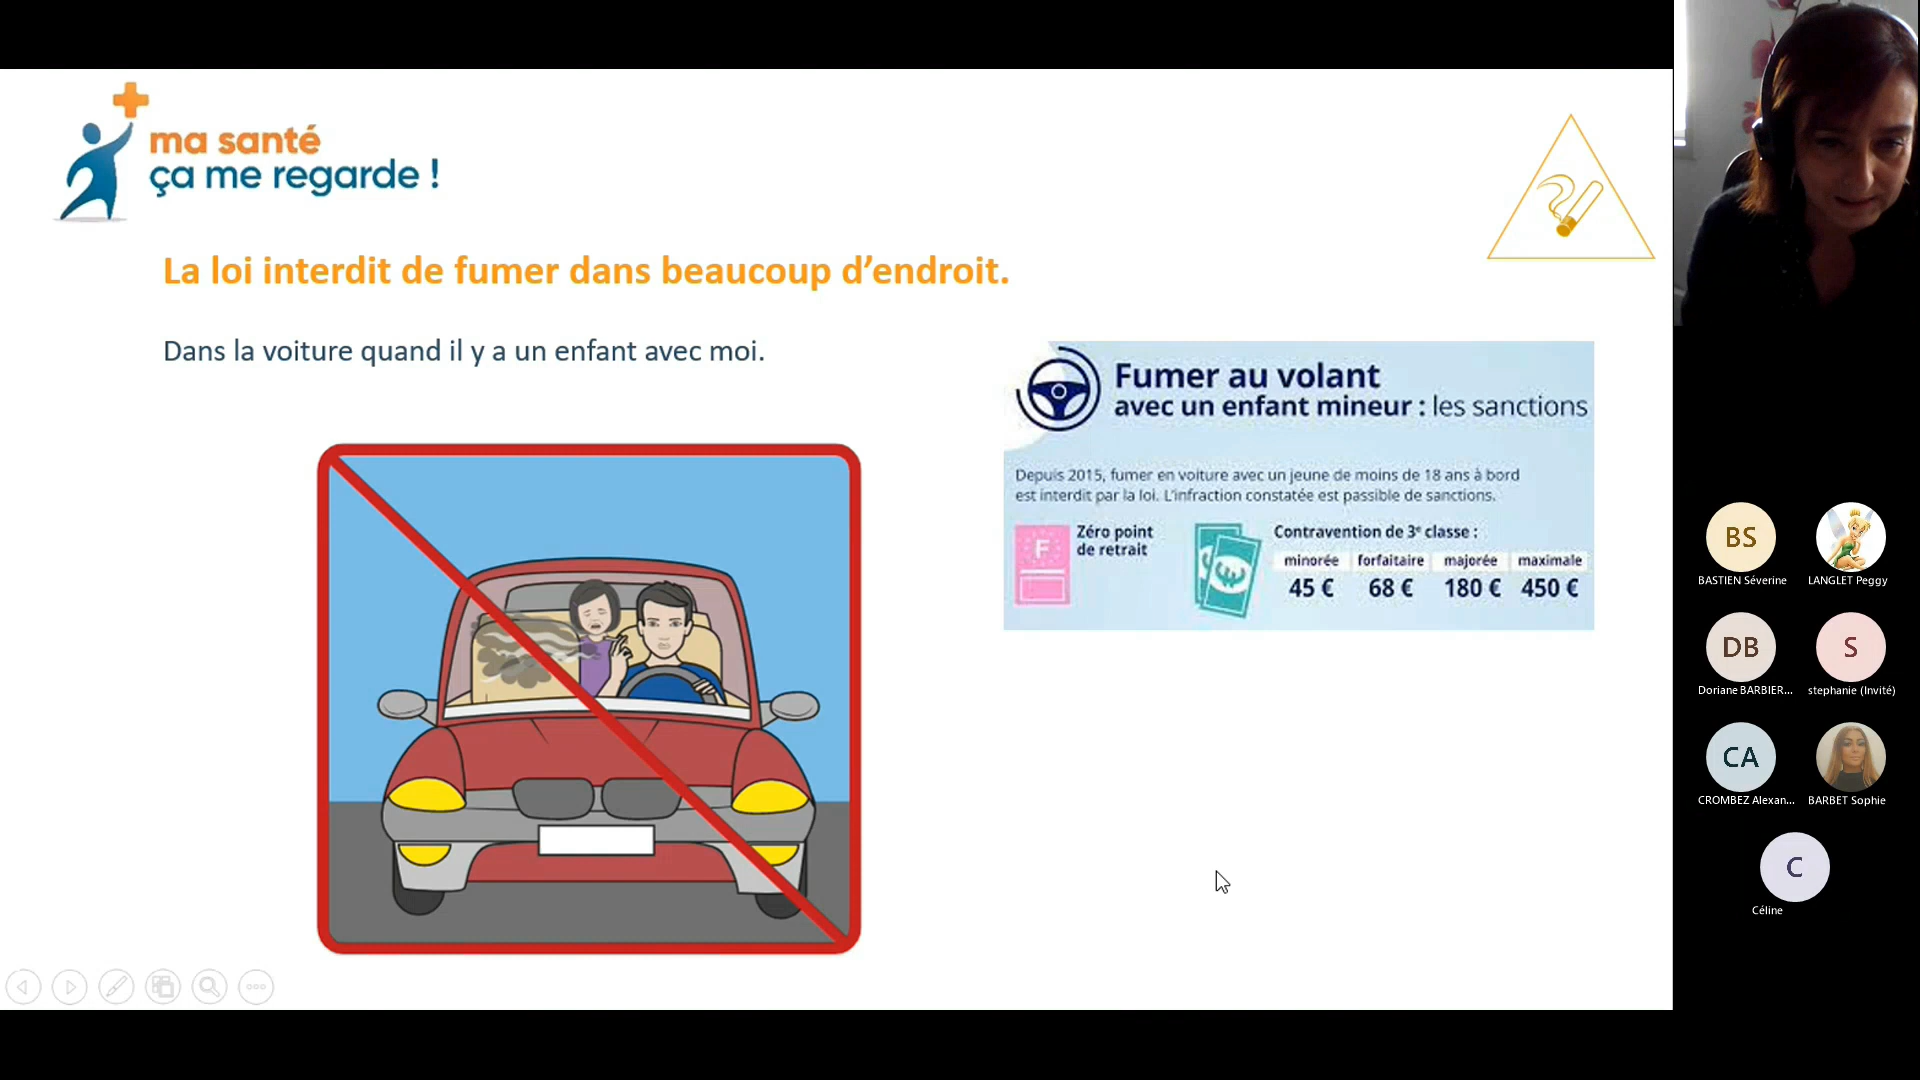 ma santé
ça me regarde !
La loi interdit de fumer dans beaucoup d’endroit.
Dans la voiture quand il y a un enfant avec moi.
Fumer au volant
avec un enfant mineur : les sanctions
Depuis 2015, fumer en voiture avec un jeune de moins de 18 ans à bord
est interdit par la loi. L’infraction constatée est passible de sanctions.
F
Zéro point
de retrait
Contravention de 3e classe :
minorée forfaitaire majorée maximale
45 € 68 € 180 € 450 €
BS
BASTIEN Séverine
LANGLET Peggy
DB
Doriane BARBIER...
S
stephanie (Invité)
CA
CROMBEZ Alexan...
BARBET Sophie
C
Céline